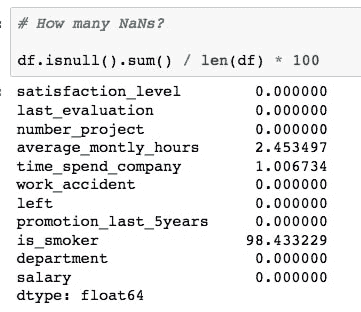 # How many NaNs?
df.isnull().sum() / len(df) * 100
satisfaction_level 0.000000
last_evaluation 0.000000
number_project 0.000000
average_montly_hours 2.453497
time_spend_company 1.006734
work_accident 0.000000
left 0.000000
promotion_last_5years 0.000000
is_smoker 98.433229
department 0.000000
salary 0.000000
dtype: float64